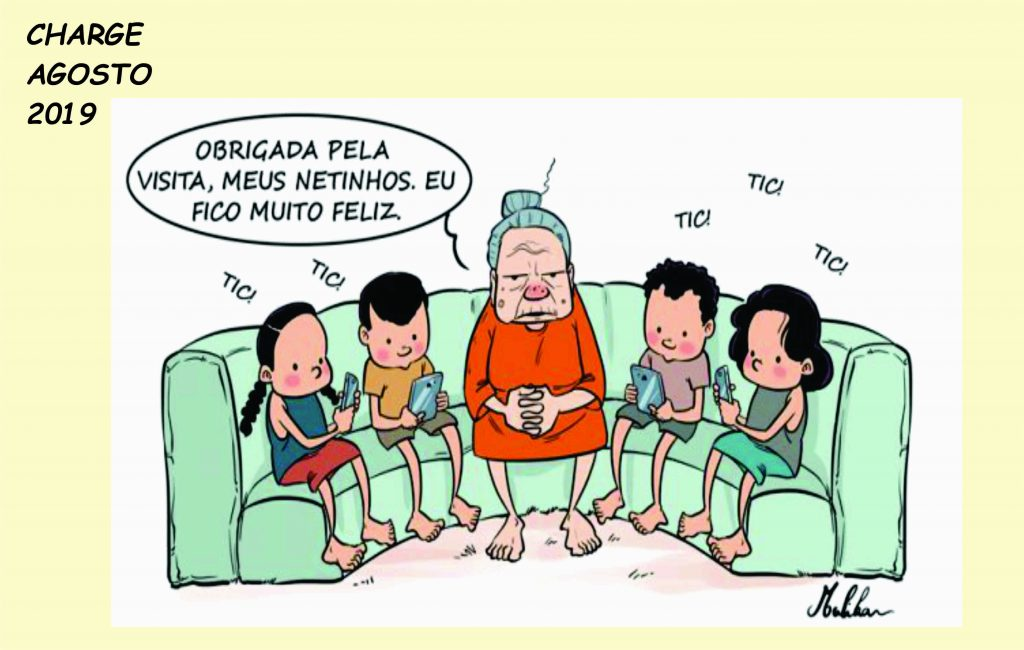 CHARGE
AGOSTO
2019
OBRIGADA PELA
VISITA, MEUS NETINHOS. EU
FICO MUITO FELIZ.
TIC!
TIC!
TIC!
TIC!
TIC!